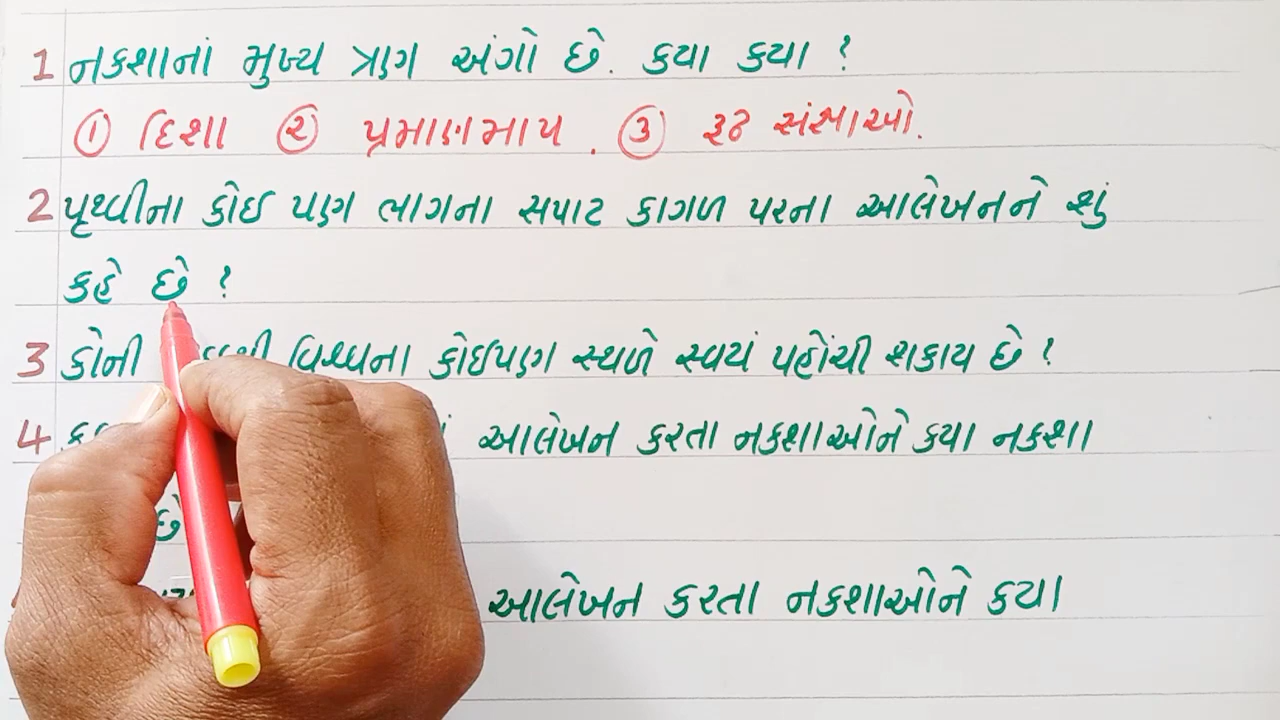 1 નકશાનાં મુખ્ય ત્રણ અંગો છે. કયા કયા ?
① દિશા ② પ્રમાણમાપ . ③ રૂઢ સંજ્ઞાઓ.
2 પૃથ્વીના કોઈ પણ ભાગના સપાટ કાગળ પરના આલેખનને શું
કહે છે ?
3 કોની વિશ્વના કોઈપણ સ્થળે સ્વયં પહોંચી શકાય છે ?
4 આલેખન કરતા નકશાઓને કયા નકશા
છે
આલેખન કરતા નકશાઓને કયા